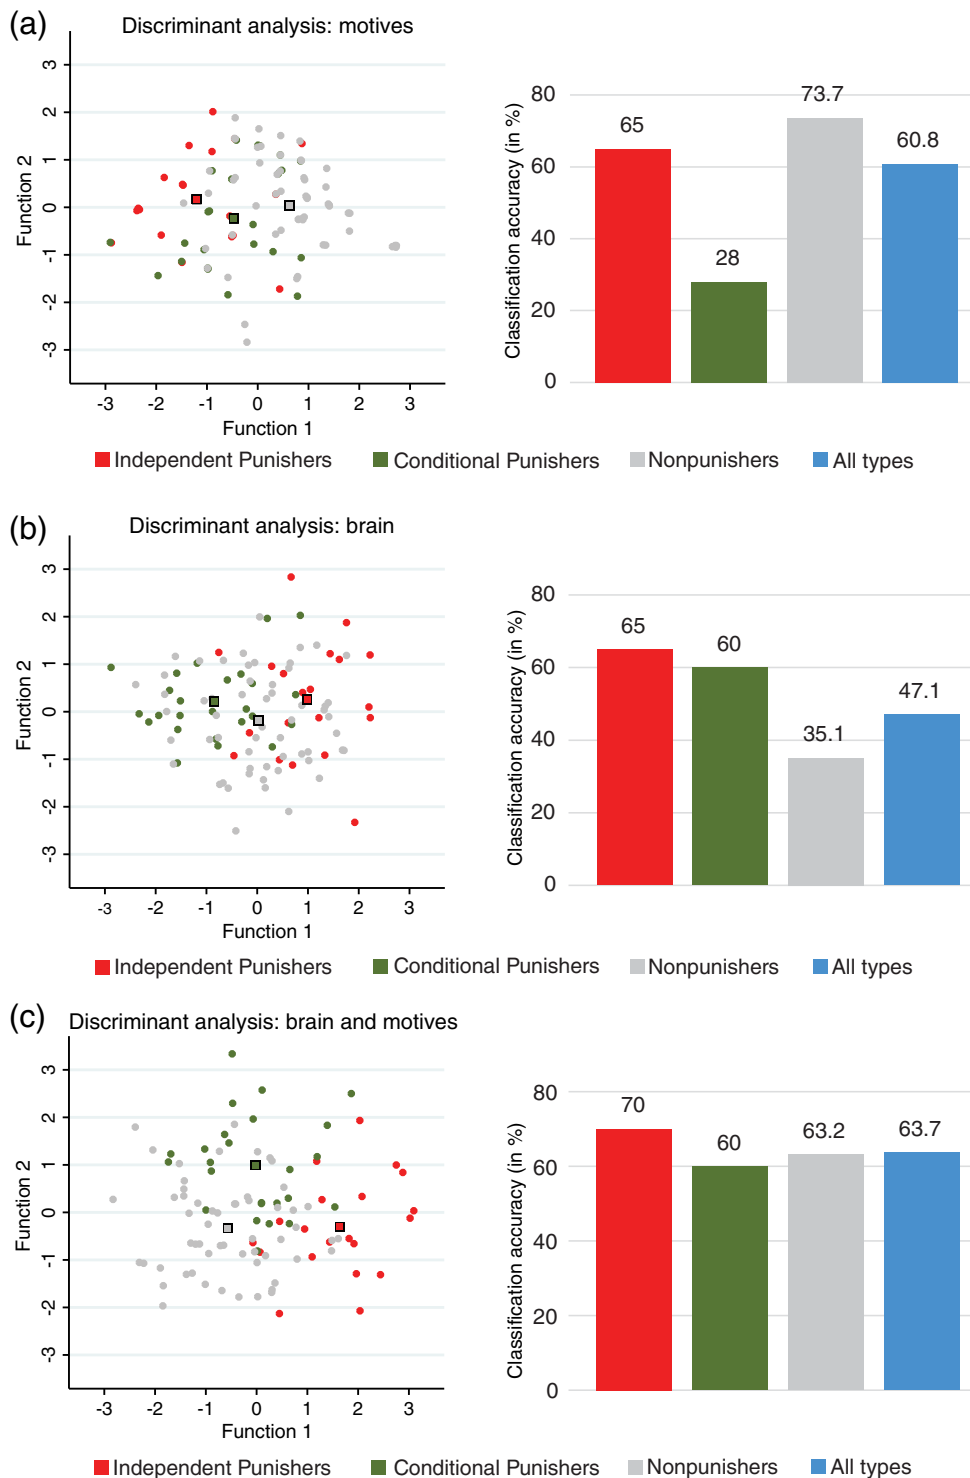 (a)
Discriminant analysis: motives
Function 2
3
2
1
0
-1
-2
-3
-3 -2 -1 0 1 2 3
Function 1
Classification accuracy (in %)
80
60
40
20
0
65
28
73.7
60.8
Independent Punishers Conditional Punishers Nonpunishers All types
(b)
Discriminant analysis: brain
Function 2
3
2
1
0
-1
-2
-3
-3 -2 -1 0 1 2 3
Function 1
Classification accuracy (in %)
80
60
40
20
0
65
60
35.1
47.1
Independent Punishers Conditional Punishers Nonpunishers All types
(c)
Discriminant analysis: brain and motives
Function 2
3
2
1
0
-1
-2
-3
-3 -2 -1 0 1 2 3
Function 1
Classification accuracy (in %)
80
60
40
20
0
70
60
63.2
63.7
Independent Punishers Conditional Punishers Nonpunishers All types